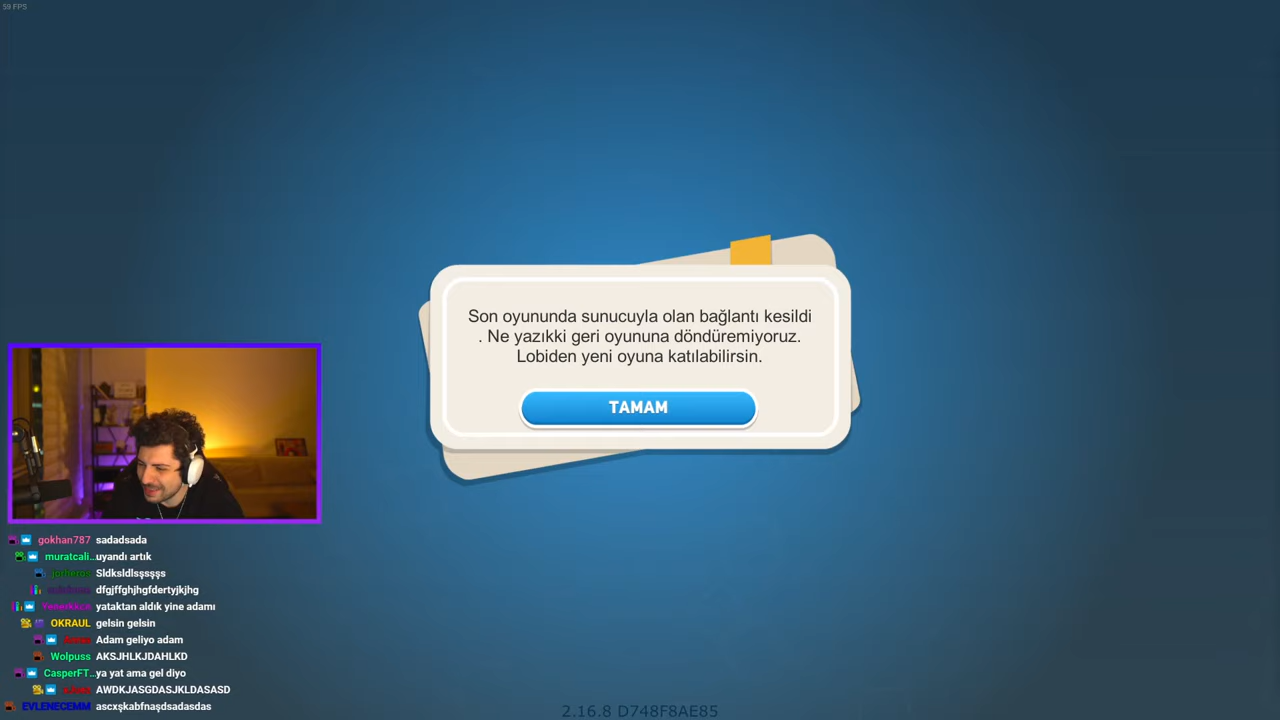 59 FPS
Son oyununda sunucuyla olan bağlantı kesildi
. Ne yazıkki geri oyununa döndüremiyoruz.
Lobiden yeni oyuna katılabilirsin.
TAMAM
gokhan787 sadadsada
muratcali... uyandı artık
Sldksldlsşsşşs
dfgjffghjhgfdertyjkjhg
yataktan aldık yine adamı
OKRAUL gelsin gelsin
Adam geliyo adam
Wolpuss AKSJHLKJDAHLKD
CasperFT... ya yat ama gel diyo
AWDKJASGDASJKLDASASD
EVLENECEMM ascxşkabfnaşdsadasdas
2.16.8 D748F8AE85